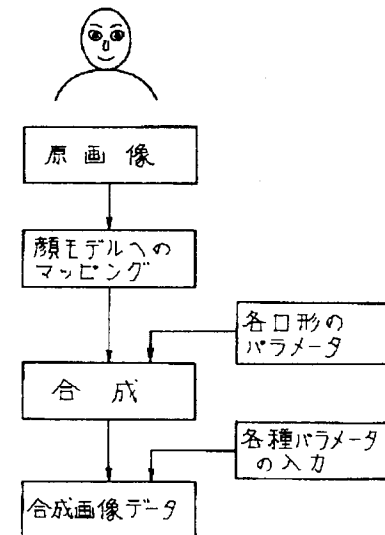 原画像
顔モデルへの
マッピング
各口形の
パラメータ
合成
各種パラメータ
の入力
合成画像データ